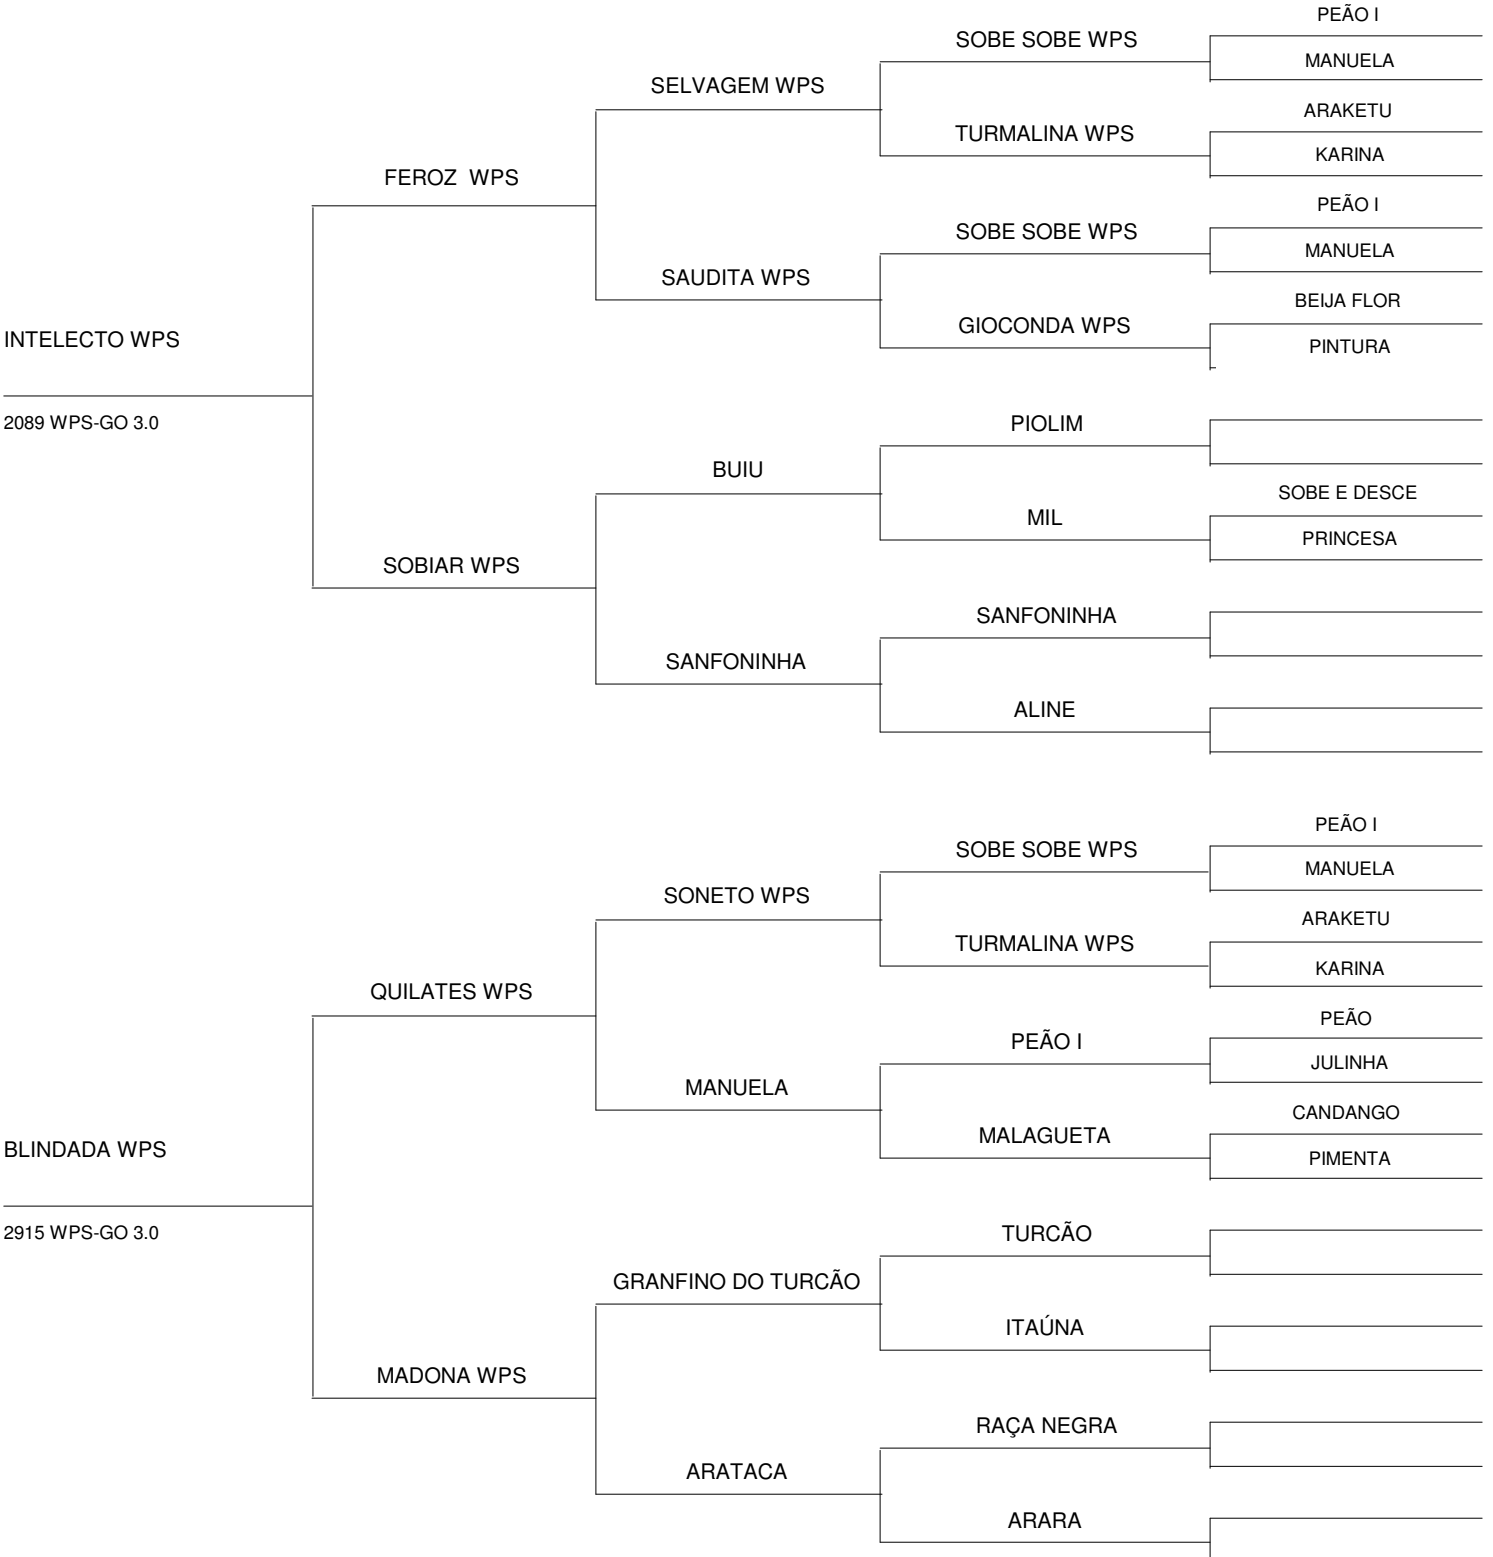 PEÃO I
SOBE SOBE WPS
MANUELA
SELVAGEM WPS
ARAKETU
TURMALINA WPS
KARINA
FEROZ  WPS
PEÃO I
SOBE SOBE WPS
MANUELA
SAUDITA WPS
BEIJA FLOR
GIOCONDA WPS
INTELECTO WPS
PINTURA
2089 WPS-GO 3.0
PIOLIM
BUIU
SOBE E DESCE
MIL
PRINCESA
SOBIAR WPS
SANFONINHA
SANFONINHA
ALINE
PEÃO I
SOBE SOBE WPS
MANUELA
SONETO WPS
ARAKETU
TURMALINA WPS
KARINA
QUILATES WPS
PEÃO
PEÃO I
JULINHA
MANUELA
CANDANGO
MALAGUETA
BLINDADA WPS
PIMENTA
2915 WPS-GO 3.0
TURCÃO
GRANFINO DO TURCÃO
ITAÚNA
MADONA WPS
RAÇA NEGRA
ARATACA
ARARA